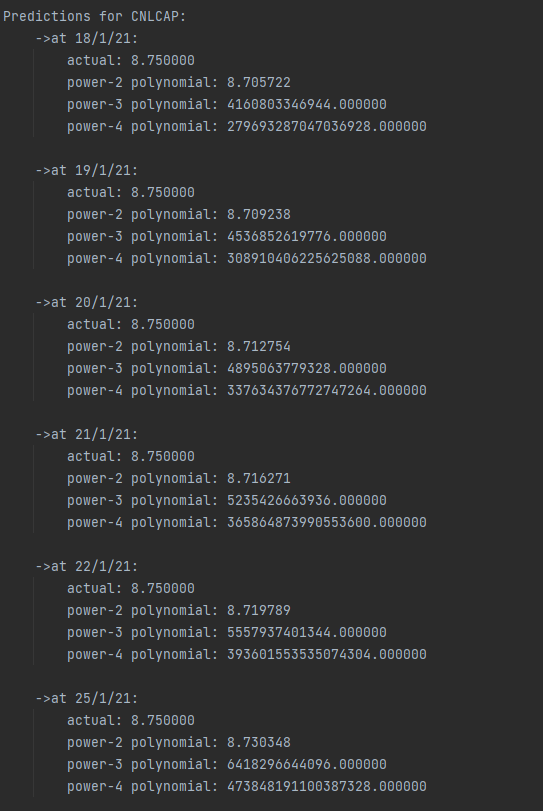 Predictions for CNLCAP:
->at 18/1/21:
actual: 8.750000
power-2 polynomial: 8.705722
power-3 polynomial: 4160803346944.000000
power-4 polynomial: 279693287047036928.000000
->at 19/1/21:
actual: 8.750000
power-2 polynomial: 8.709238
power-3 polynomial: 4536852619776.000000
power-4 polynomial: 308910406225625088.000000
->at 20/1/21:
actual: 8.750000
power-2 polynomial: 8.712754
power-3 polynomial: 4895063779328.000000
power-4 polynomial: 337634376772747264.000000
->at 21/1/21:
actual: 8.750000
power-2 polynomial: 8.716271
power-3 polynomial: 5235426663936.000000
power-4 polynomial: 365864873990553600.000000
->at 22/1/21:
actual: 8.750000
power-2 polynomial: 8.719789
power-3 polynomial: 5557937401344.000000
power-4 polynomial: 393601553535074304.000000
->at 25/1/21:
actual: 8.750000
power-2 polynomial: 8.730348
power-3 polynomial: 6418296644096.000000
power-4 polynomial: 473848191100387328.000000